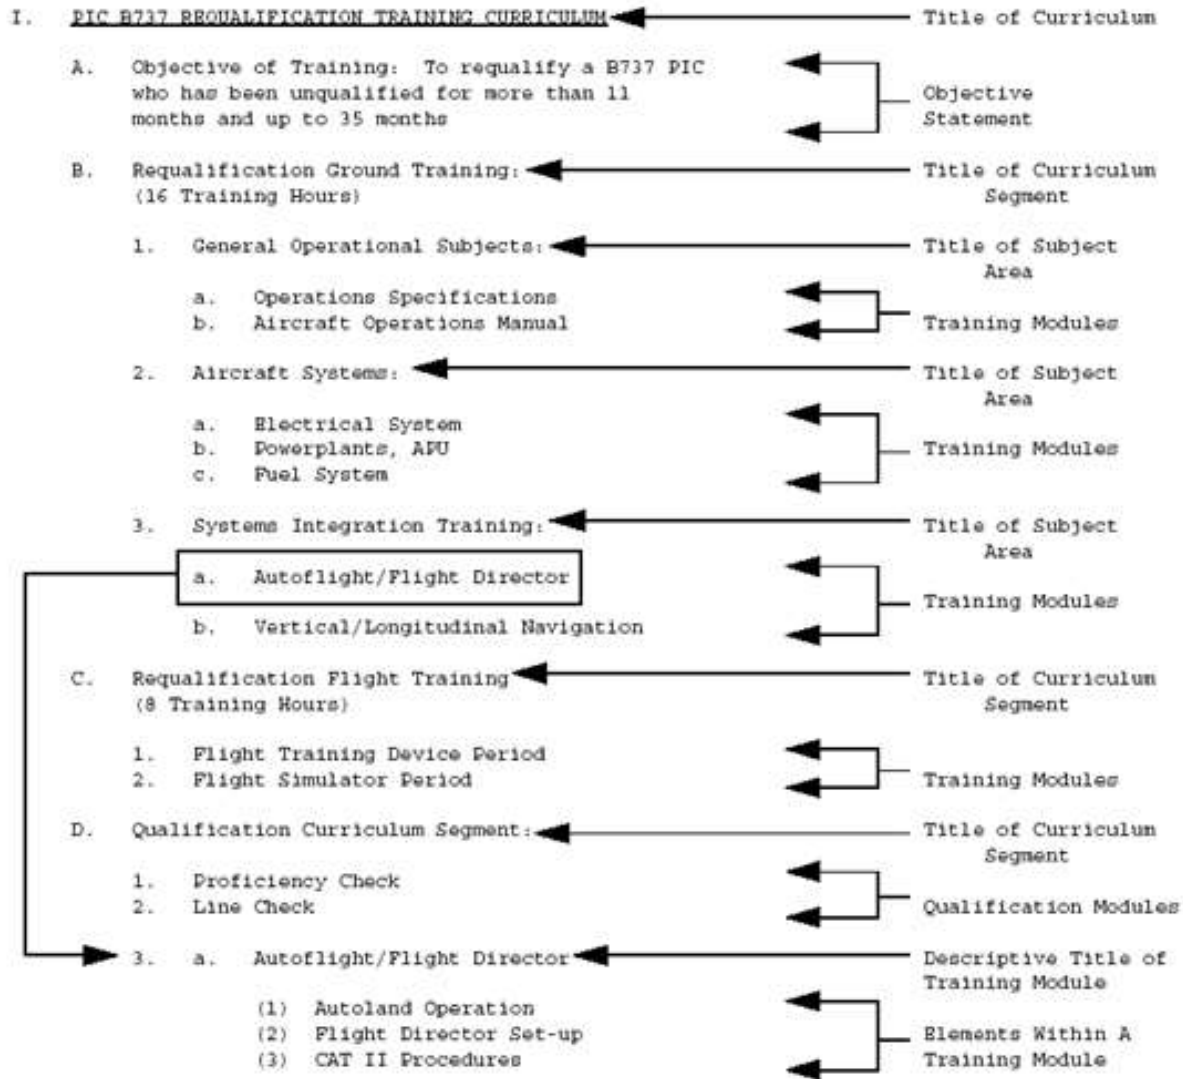 I. PIC B737 REQUALIFICATION TRAINING CURRICULUM Title of Curriculum
A. Objective of Training: To requalify a B737 PIC
who has been unqualified for more than 11 Objective
months and up to 35 months Statement
B. Requalification Ground Training: Title of Curriculum
(16 Training Hours) Segment
1. General Operational Subjects: Title of Subject
Area
a. Operations Specifications
b. Aircraft Operations Manual Training Modules
2. Aircraft Systems: Title of Subject
Area
a. Electrical System
b. Powerplants, APU Training Modules
c. Fuel System
3. Systems Integration Training: Title of Subject
Area
a. Autoflight/Flight Director
Training Modules
b. Vertical/Longitudinal Navigation
C. Requalification Flight Training Title of Curriculum
(8 Training Hours) Segment
1. Flight Training Device Period
2. Flight Simulator Period Training Modules
D. Qualification Curriculum Segment: Title of Curriculum
Segment
1. Proficiency Check
2. Line Check Qualification Modules
3. a. Autoflight/Flight Director Descriptive Title of
Training Module
(1) Autoland Operation
(2) Flight Director Set-up Elements Within A
(3) CAT II Procedures Training Module